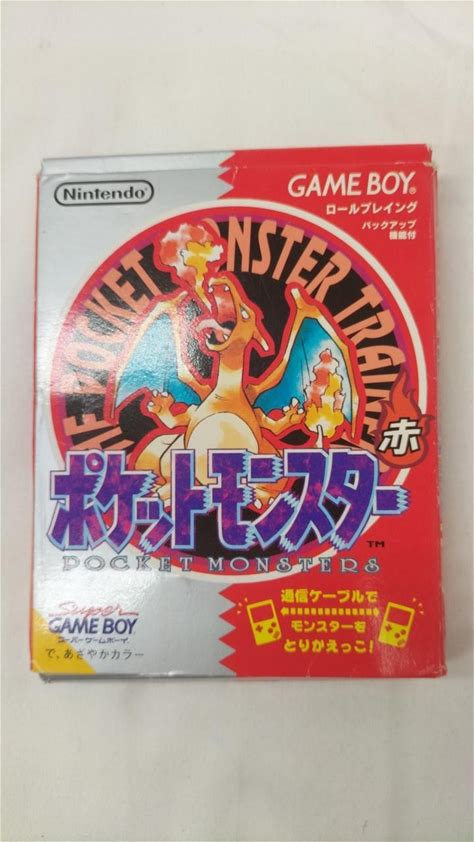 Nintendo
GAME BOY
ロールプレイング
バックアップ
機能付
THE POCKET MONSTER TRAINER
赤
ポケットモンスター
TM
POCKET MONSTERS
通信ケーブルで
モンスターを
とりかえっこ!
Super
GAME BOY
スーパーゲームボーイ
で、あざやかカラー